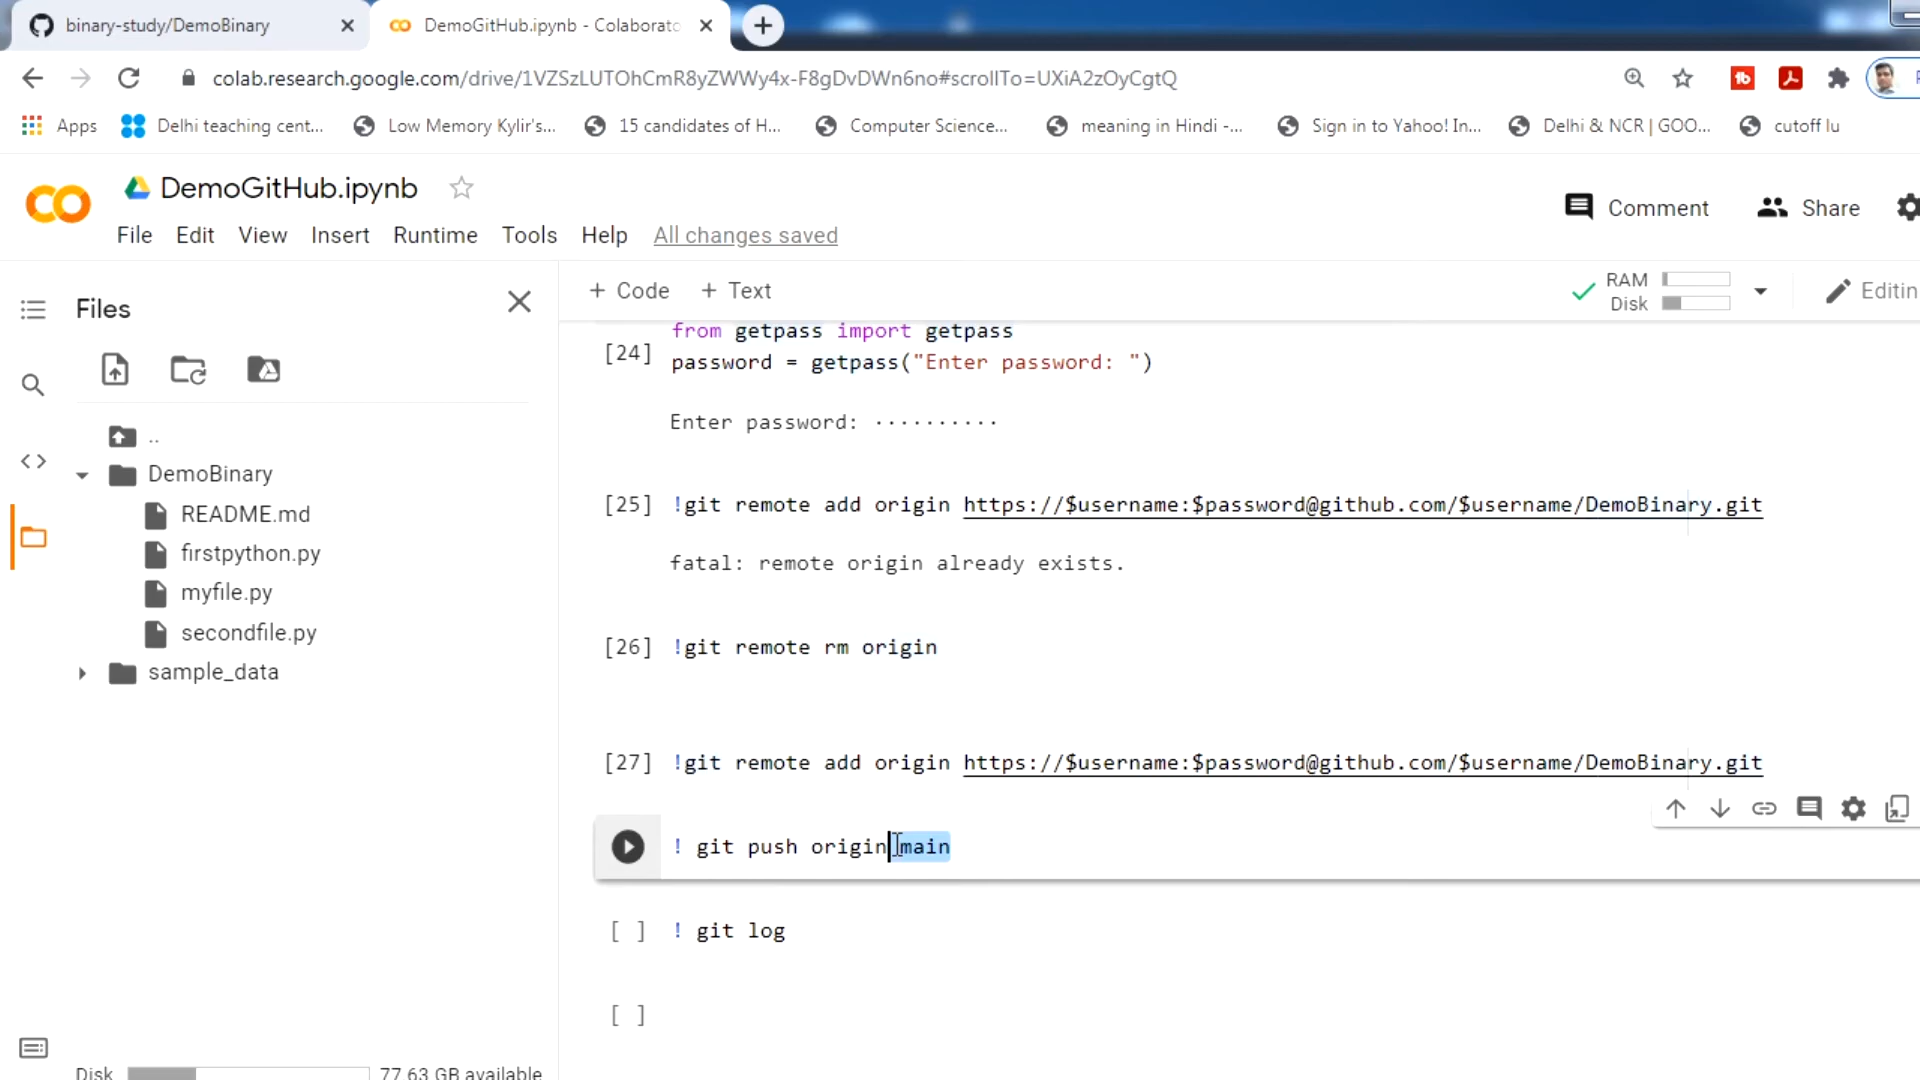 binary-study/DemoBinary
DemoGitHub.ipynb - Colaborato
colab.research.google.com/drive/1VZSzLUTOhCmR8yZWWy4x-F8gDvDWn6no#scrollTo=UXiA2zOyCgtQ
Apps
Delhi teaching cent...
Low Memory Kylir's...
15 candidates of H...
Computer Science...
meaning in Hindi -...
Sign in to Yahoo! In...
Delhi & NCR | GOO...
cutoff lu
DemoGitHub.ipynb
Comment
Share
File Edit View Insert Runtime Tools Help All changes saved
Files
+ Code + Text
RAM
Disk
Editin
..
DemoBinary
README.md
firstpython.py
myfile.py
secondfile.py
sample_data
Disk
77.63 GB available
from getpass import getpass
[24]
password = getpass("Enter password: ")
Enter password: ··········
[25] !git remote add origin https://$username:$password@github.com/$username/DemoBinary.git
fatal: remote origin already exists.
[26] !git remote rm origin
[27] !git remote add origin https://$username:$password@github.com/$username/DemoBinary.git
! git push origin main
[ ] ! git log
[ ]